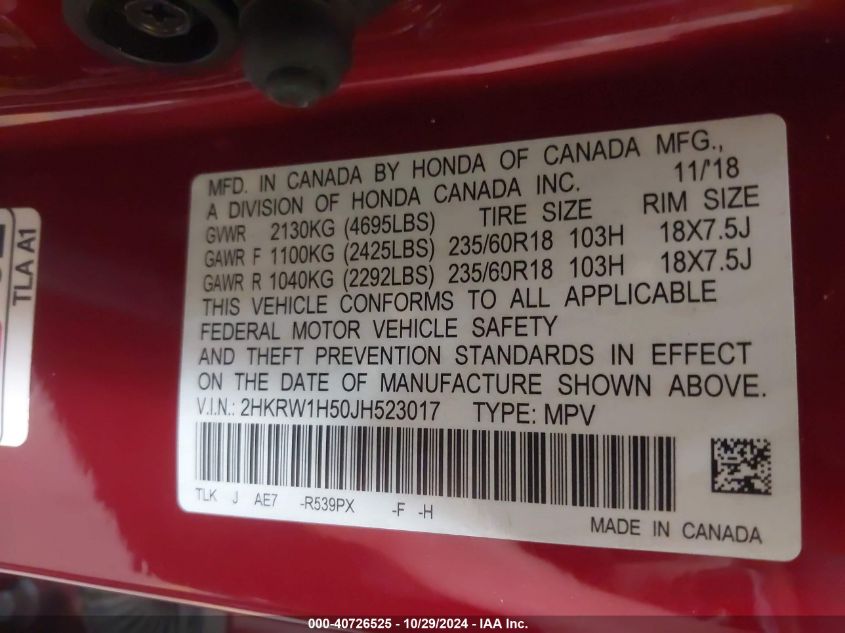 MFD. IN CANADA BY HONDA OF CANADA MFG.,
A DIVISION OF HONDA CANADA INC. 11/'18
GVWR 2130KG (4695LBS) TIRE SIZE RIM SIZE
GAWR F 1100KG (2425LBS) 235/60R18 103H 18X7.5J
GAWR R 1040KG (2292LBS) 235/60R18 103H 18X7.5J
THIS VEHICLE CONFORMS TO ALL APPLICABLE
FEDERAL MOTOR VEHICLE SAFETY
AND THEFT PREVENTION STANDARDS IN EFFECT
ON THE DATE OF MANUFACTURE SHOWN ABOVE.
V.I.N.: 2HKRW1H50JH523017 TYPE: MPV
TLK J AE7 -R539PX -F -H
MADE IN CANADA
TLA A1
000-40726525 - 10/29/2024 - IAA Inc.